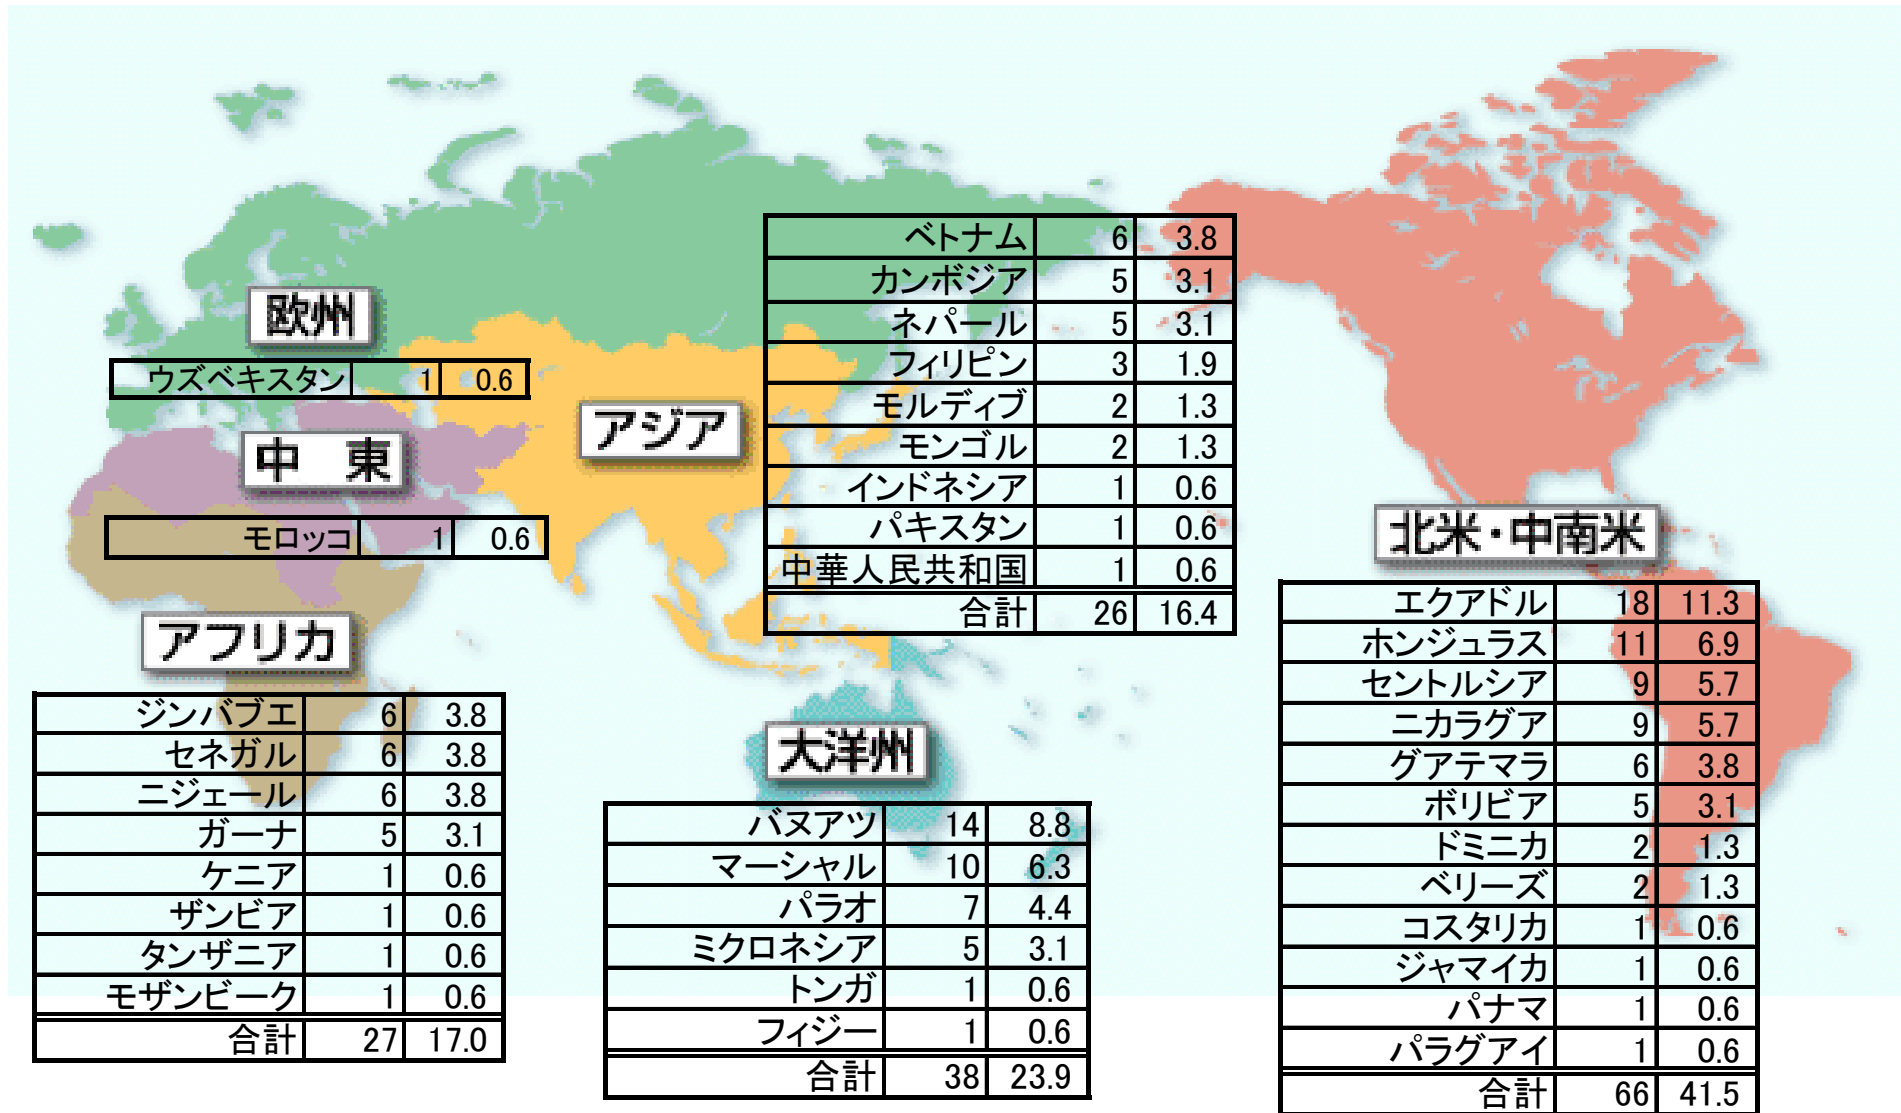 欧州
ウズベキスタン 1 0.6
中 東
モロッコ 1 0.6
アフリカ
ジンバブエ 6 3.8
セネガル 6 3.8
ニジェール 6 3.8
ガーナ 5 3.1
ケニア 1 0.6
ザンビア 1 0.6
タンザニア 1 0.6
モザンビーク 1 0.6
合計 27 17.0
アジア
ベトナム 6 3.8
カンボジア 5 3.1
ネパール 5 3.1
フィリピン 3 1.9
モルディブ 2 1.3
モンゴル 2 1.3
インドネシア 1 0.6
パキスタン 1 0.6
中華人民共和国 1 0.6
合計 26 16.4
大洋州
バヌアツ 14 8.8
マーシャル 10 6.3
パラオ 7 4.4
ミクロネシア 5 3.1
トンガ 1 0.6
フィジー 1 0.6
合計 38 23.9
北米・中南米
エクアドル 18 11.3
ホンジュラス 11 6.9
セントルシア 9 5.7
ニカラグア 9 5.7
グアテマラ 6 3.8
ボリビア 5 3.1
ドミニカ 2 1.3
ベリーズ 2 1.3
コスタリカ 1 0.6
ジャマイカ 1 0.6
パナマ 1 0.6
パラグアイ 1 0.6
合計 66 41.5